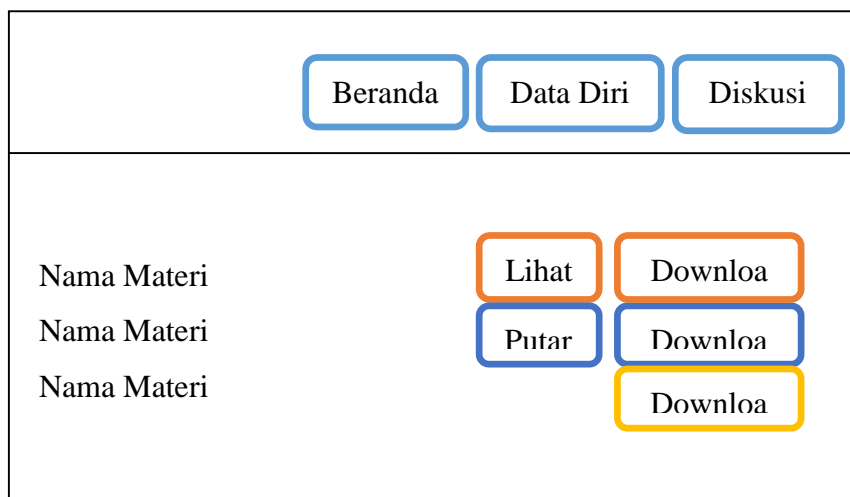 Beranda Data Diri Diskusi
Nama Materi Lihat Downloa
Nama Materi Putar Downloa
Nama Materi Downloa